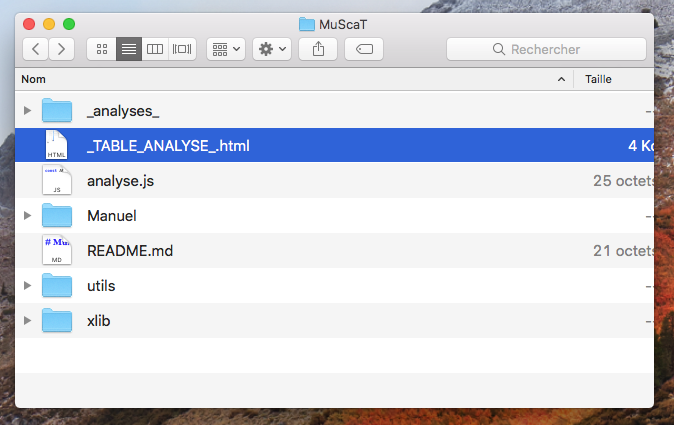 MuScaT
Rechercher
Nom Taille
_analyses_ --
HTML _TABLE_ANALYSE_.html 4 Ko
const M JS analyse.js 25 octets
Manuel --
# Mus MD README.md 21 octets
utils --
xlib --